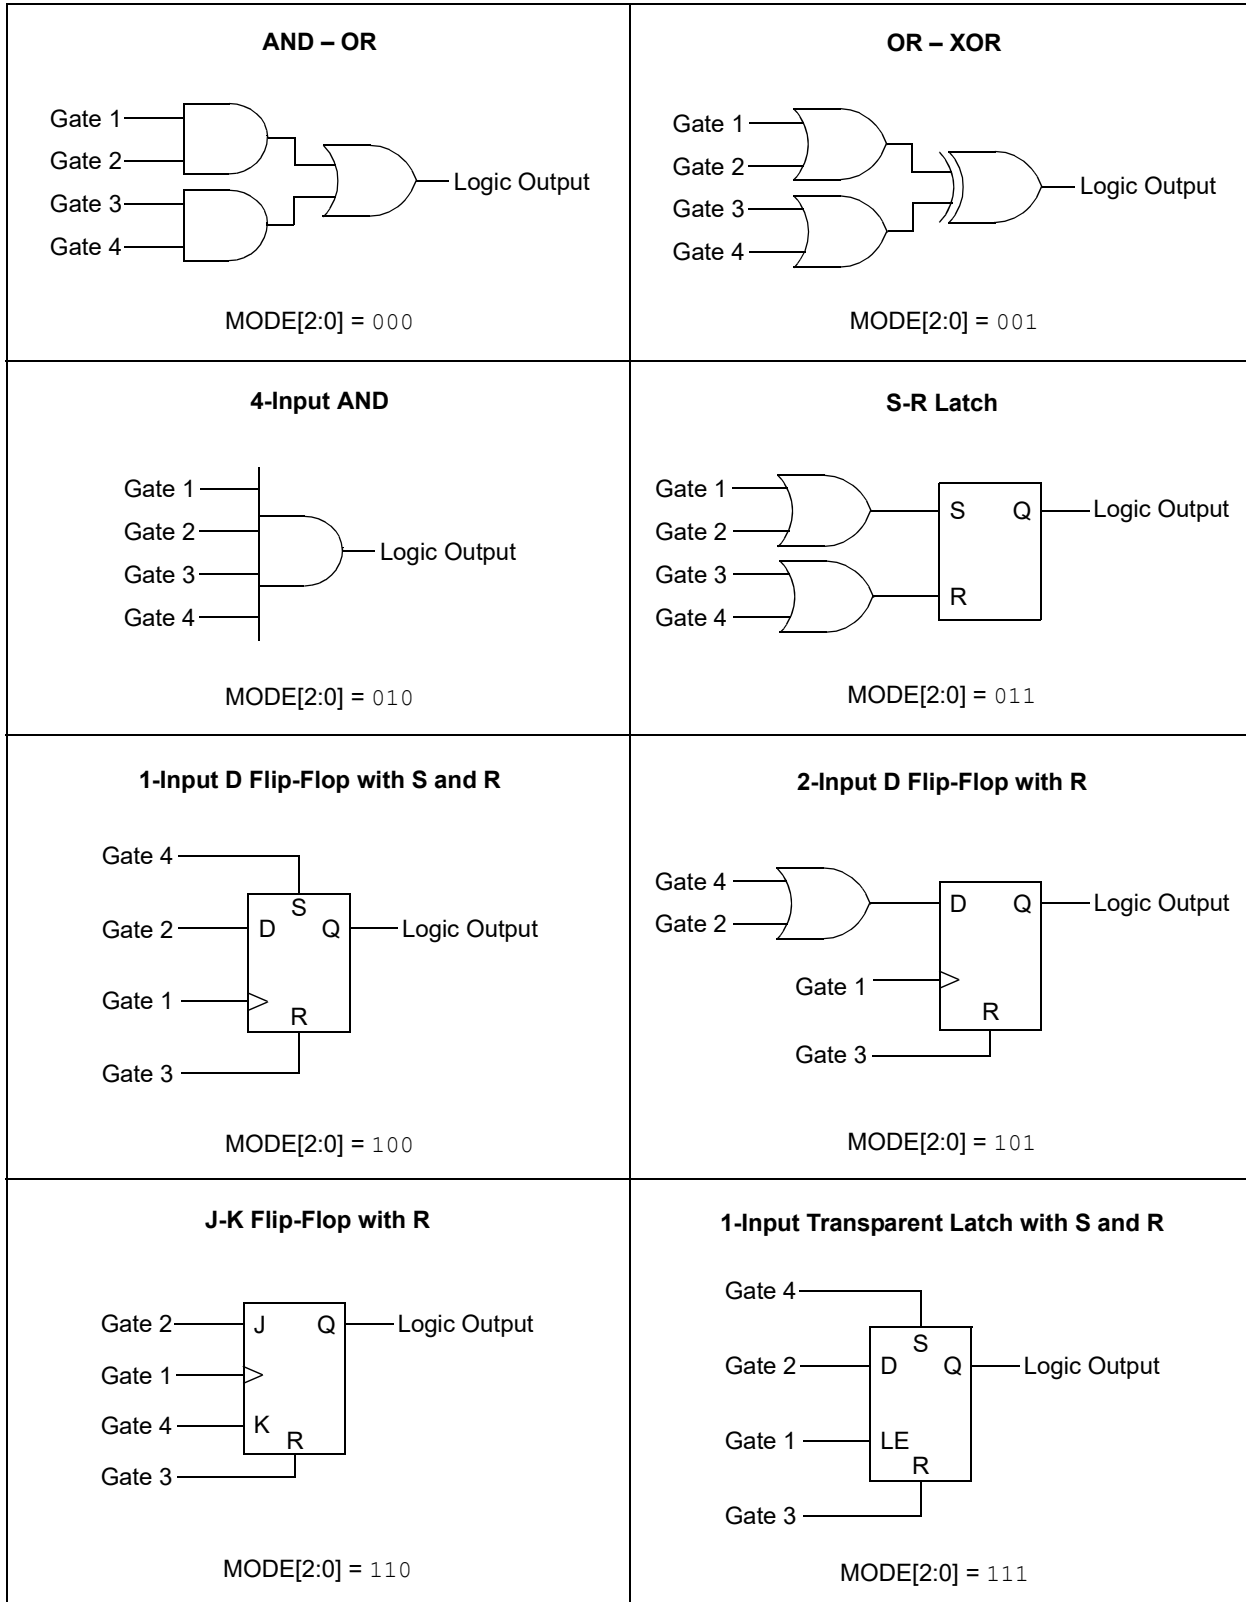 AND – OR
Gate 1
Gate 2
Gate 3
Gate 4
Logic Output
MODE[2:0] = 000
OR – XOR
Gate 1
Gate 2
Gate 3
Gate 4
Logic Output
MODE[2:0] = 001
4-Input AND
Gate 1
Gate 2
Gate 3
Gate 4
Logic Output
MODE[2:0] = 010
S-R Latch
Gate 1
Gate 2
Gate 3
Gate 4
S Q
R
Logic Output
MODE[2:0] = 011
1-Input D Flip-Flop with S and R
Gate 4
S
Gate 2
D Q
Logic Output
Gate 1
R
Gate 3
MODE[2:0] = 100
2-Input D Flip-Flop with R
Gate 4
Gate 2
D Q
Logic Output
Gate 1
R
Gate 3
MODE[2:0] = 101
J-K Flip-Flop with R
Gate 2
J Q
Logic Output
Gate 1
Gate 4
K
R
Gate 3
MODE[2:0] = 110
1-Input Transparent Latch with S and R
Gate 4
S
Gate 2
D Q
Logic Output
Gate 1
LE
R
Gate 3
MODE[2:0] = 111